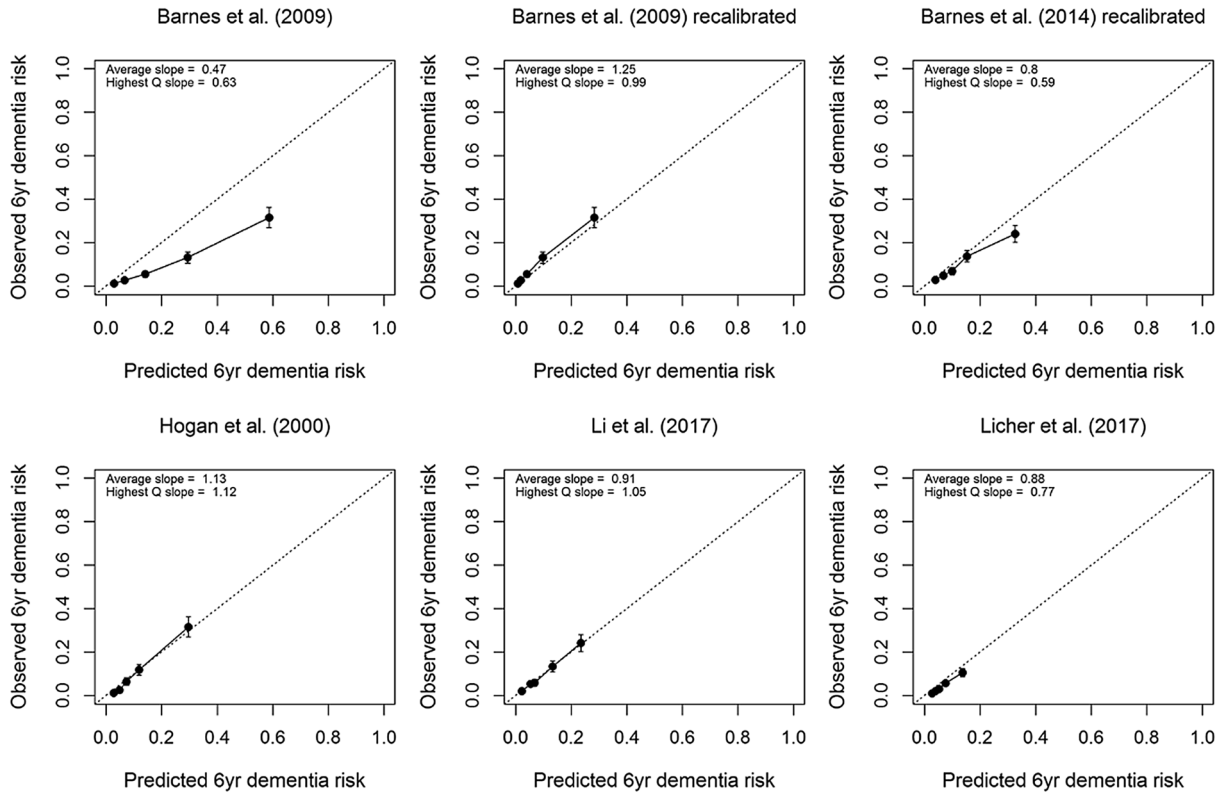 Barnes et al. (2009)
Average slope = 0.47
Highest Q slope = 0.63
Observed 6yr dementia risk
0.0 0.2 0.4 0.6 0.8 1.0
0.0 0.2 0.4 0.6 0.8 1.0
Predicted 6yr dementia risk
Barnes et al. (2009) recalibrated
Average slope = 1.25
Highest Q slope = 0.99
Observed 6yr dementia risk
0.0 0.2 0.4 0.6 0.8 1.0
0.0 0.2 0.4 0.6 0.8 1.0
Predicted 6yr dementia risk
Barnes et al. (2014) recalibrated
Average slope = 0.8
Highest Q slope = 0.59
Observed 6yr dementia risk
0.0 0.2 0.4 0.6 0.8 1.0
0.0 0.2 0.4 0.6 0.8 1.0
Predicted 6yr dementia risk
Hogan et al. (2000)
Average slope = 1.13
Highest Q slope = 1.12
Observed 6yr dementia risk
0.0 0.2 0.4 0.6 0.8 1.0
0.0 0.2 0.4 0.6 0.8 1.0
Predicted 6yr dementia risk
Li et al. (2017)
Average slope = 0.91
Highest Q slope = 1.05
Observed 6yr dementia risk
0.0 0.2 0.4 0.6 0.8 1.0
0.0 0.2 0.4 0.6 0.8 1.0
Predicted 6yr dementia risk
Licher et al. (2017)
Average slope = 0.88
Highest Q slope = 0.77
Observed 6yr dementia risk
0.0 0.2 0.4 0.6 0.8 1.0
0.0 0.2 0.4 0.6 0.8 1.0
Predicted 6yr dementia risk